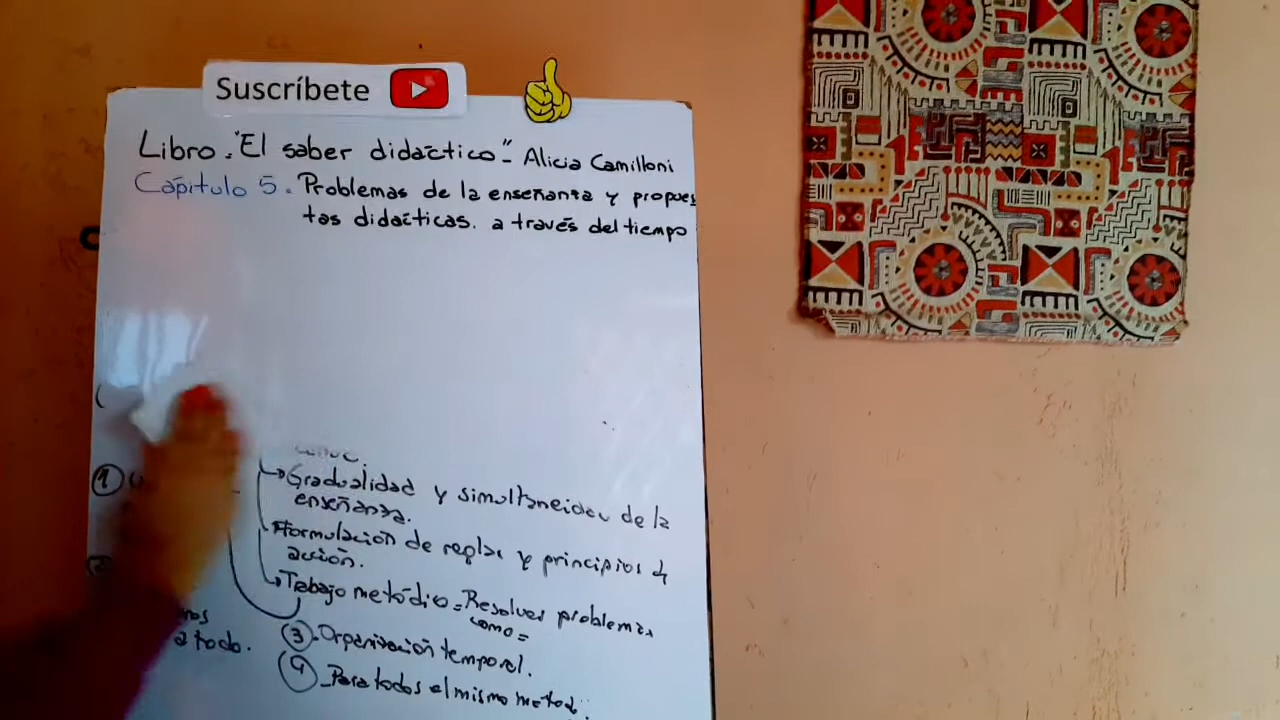 Suscríbete
Libro. "El saber didáctico"- Alicia Camilloni
Capítulo 5. Problemas de la enseñanza y propues
tas didácticas. a través del tiempo
Gradualidad y simultaneidad de la
enseñanza.
Formulación de reglas y principios d
acción.
Trabajo metódico = Resolver problemas
como =
1
3 - Organización temporal.
a todo.
4 - Para todos el mismo metod